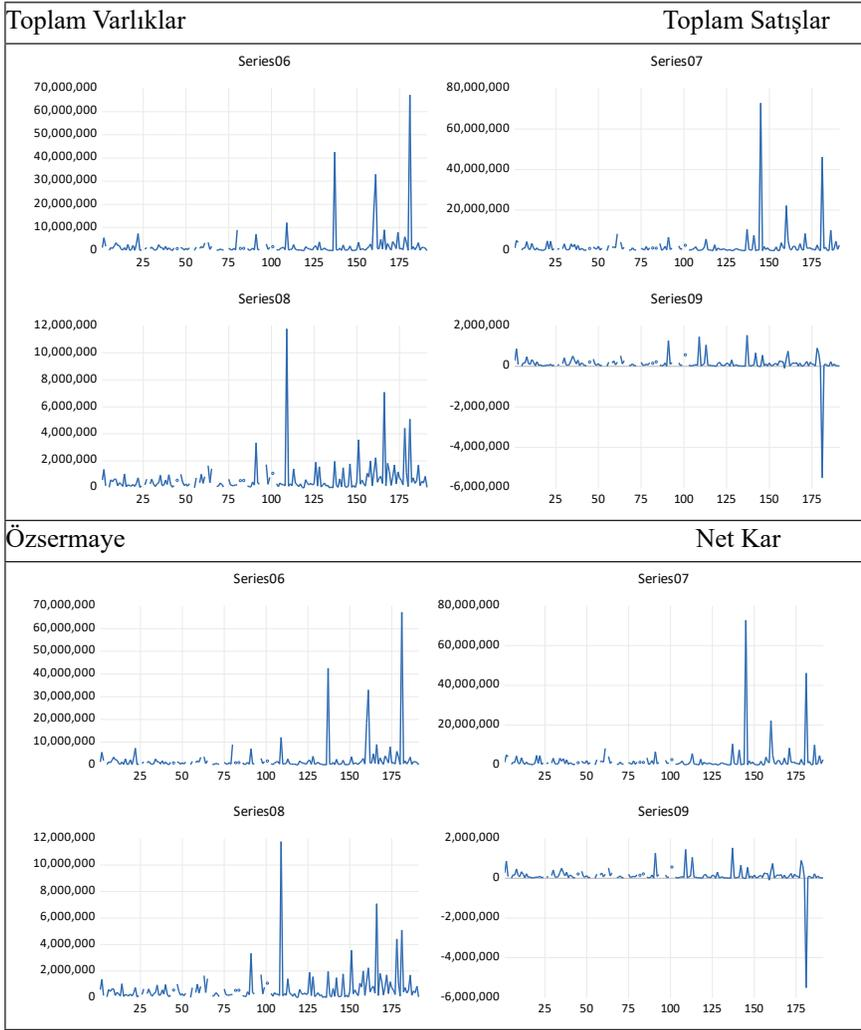 Toplam Varlıklar Toplam Satışlar
Series06
70,000,000
60,000,000
50,000,000
40,000,000
30,000,000
20,000,000
10,000,000
0
25 50 75 100 125 150 175
Series07
80,000,000
60,000,000
40,000,000
20,000,000
0
25 50 75 100 125 150 175
Series08
12,000,000
10,000,000
8,000,000
6,000,000
4,000,000
2,000,000
0
25 50 75 100 125 150 175
Series09
2,000,000
0
-2,000,000
-4,000,000
-6,000,000
25 50 75 100 125 150 175
Özsermaye Net Kar
Series06
70,000,000
60,000,000
50,000,000
40,000,000
30,000,000
20,000,000
10,000,000
0
25 50 75 100 125 150 175
Series07
80,000,000
60,000,000
40,000,000
20,000,000
0
25 50 75 100 125 150 175
Series08
12,000,000
10,000,000
8,000,000
6,000,000
4,000,000
2,000,000
0
25 50 75 100 125 150 175
Series09
2,000,000
0
-2,000,000
-4,000,000
-6,000,000
25 50 75 100 125 150 175